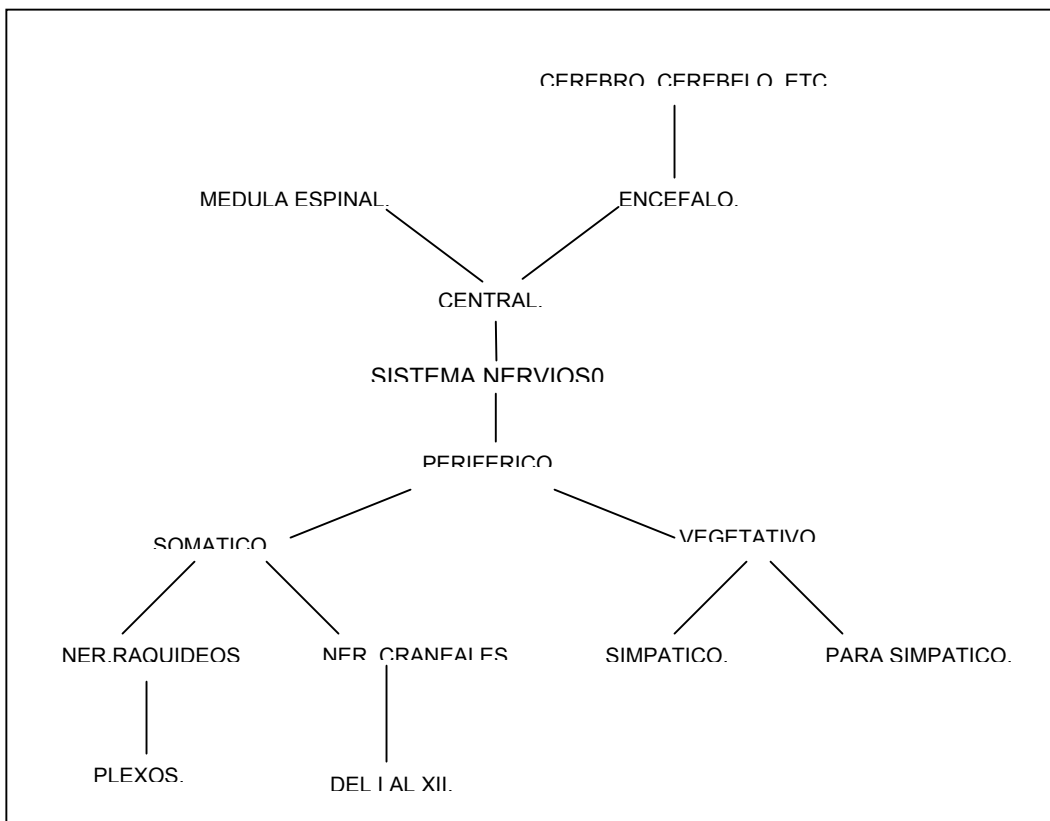 CEREBRO, CEREBELO, ETC
MEDULA ESPINAL. ENCEFALO.
CENTRAL.
SISTEMA NERVIOS0
PERIFERICO
SOMATICO VEGETATIVO
NER.RAQUIDEOS NER. CRANEALES SIMPATICO. PARA SIMPATICO.
PLEXOS.
DEL I AL XII.